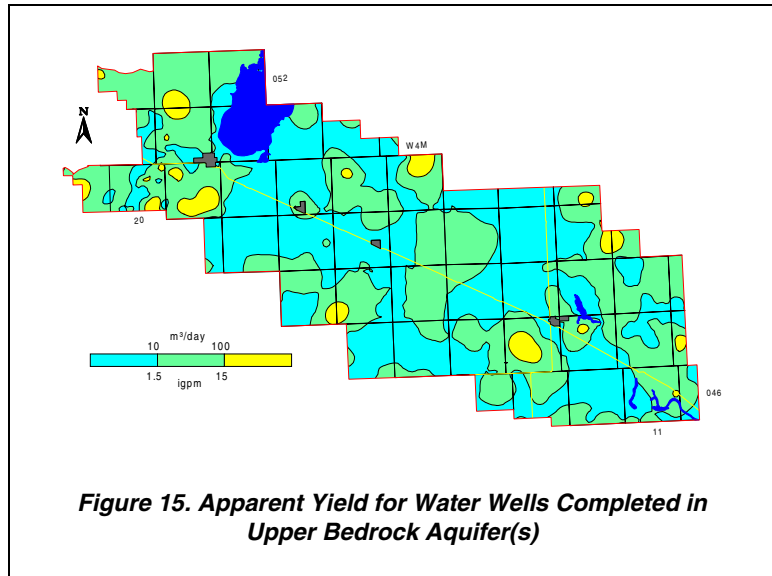 052
N
W4M
20
m³/day
10 100
1.5 15
igpm
046
11
Figure 15. Apparent Yield for Water Wells Completed in
Upper Bedrock Aquifer(s)